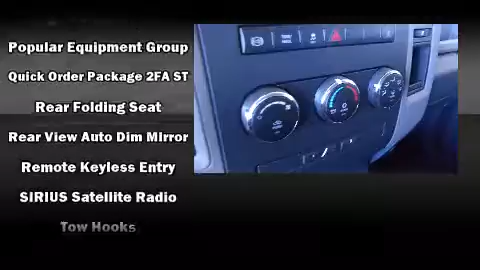 Popular Equipment Group
Quick Order Package 2FA ST
Rear Folding Seat
Rear View Auto Dim Mirror
Remote Keyless Entry
SIRIUS Satellite Radio
Tow Hooks